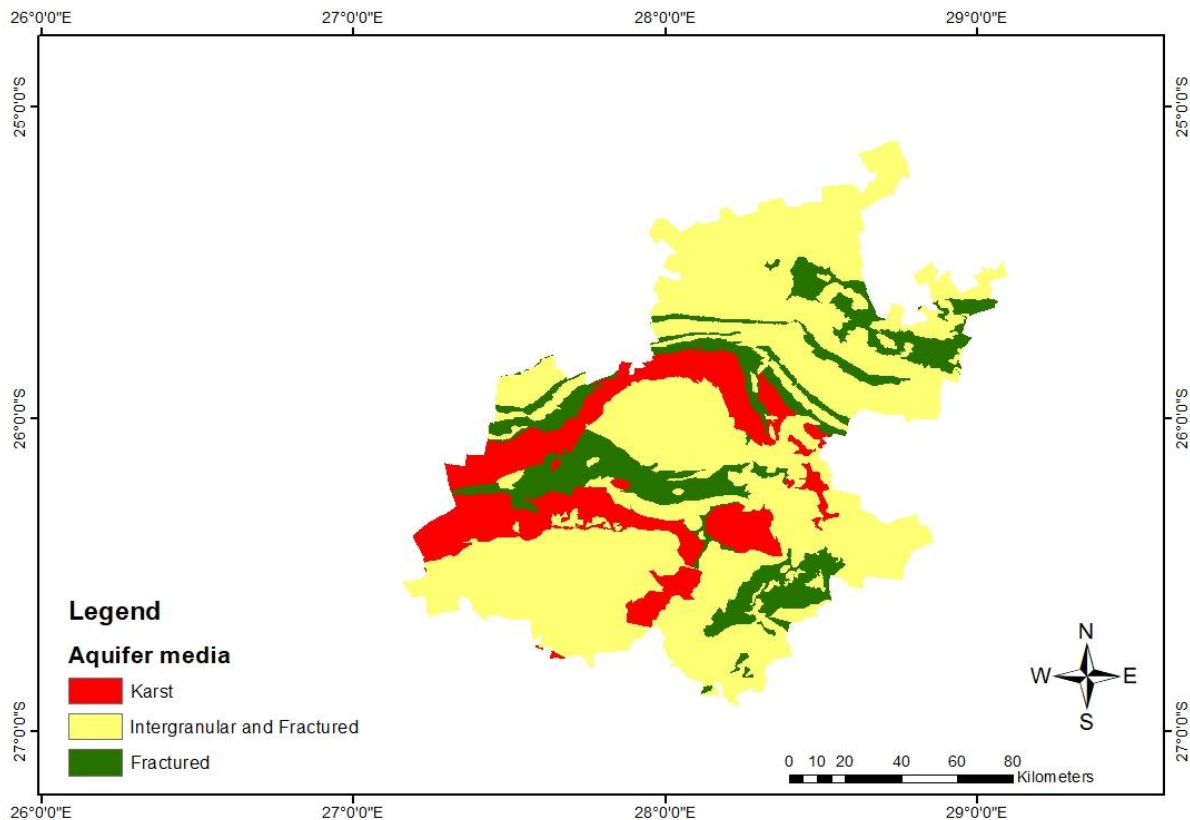 26°0'0"E 27°0'0"E 28°0'0"E 29°0'0"E
25°0'0"S 25°0'0"S
26°0'0"S 26°0'0"S
27°0'0"S 27°0'0"S
Legend
Aquifer media
Karst
Intergranular and Fractured
Fractured
N
W E
S
0 10 20 40 60 80
Kilometers
26°0'0"E 27°0'0"E 28°0'0"E 29°0'0"E